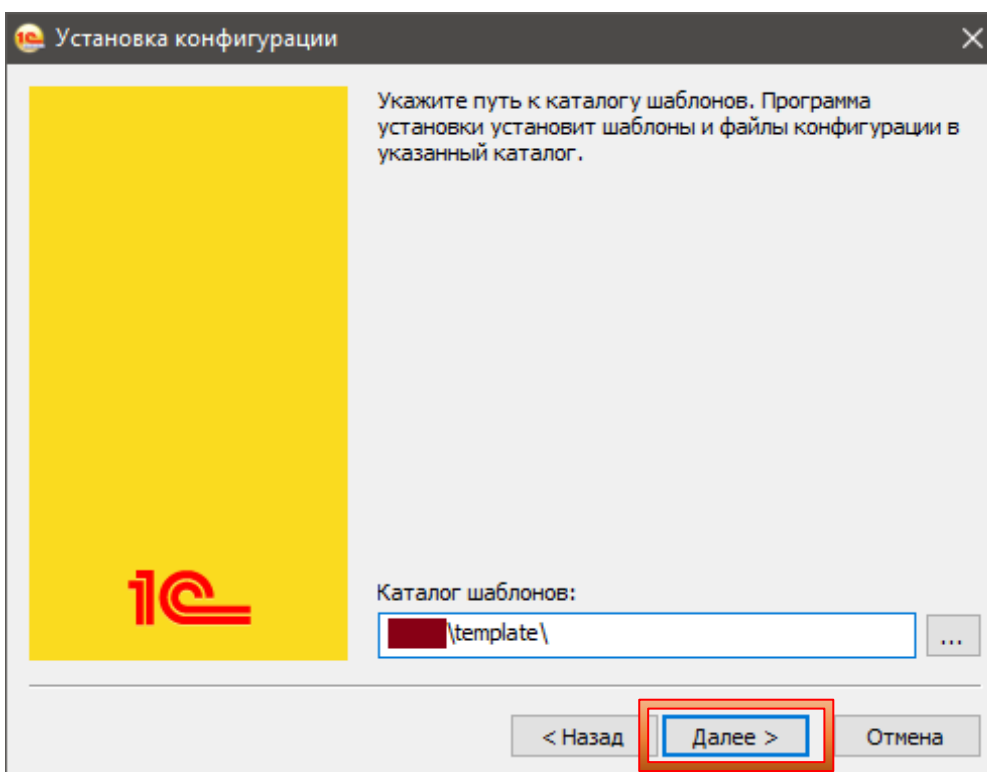 Установка конфигурации
Укажите путь к каталогу шаблонов. Программа
установки установит шаблоны и файлы конфигурации в
указанный каталог.
1С
Каталог шаблонов:
\template\
...
< Назад
Далее >
Отмена